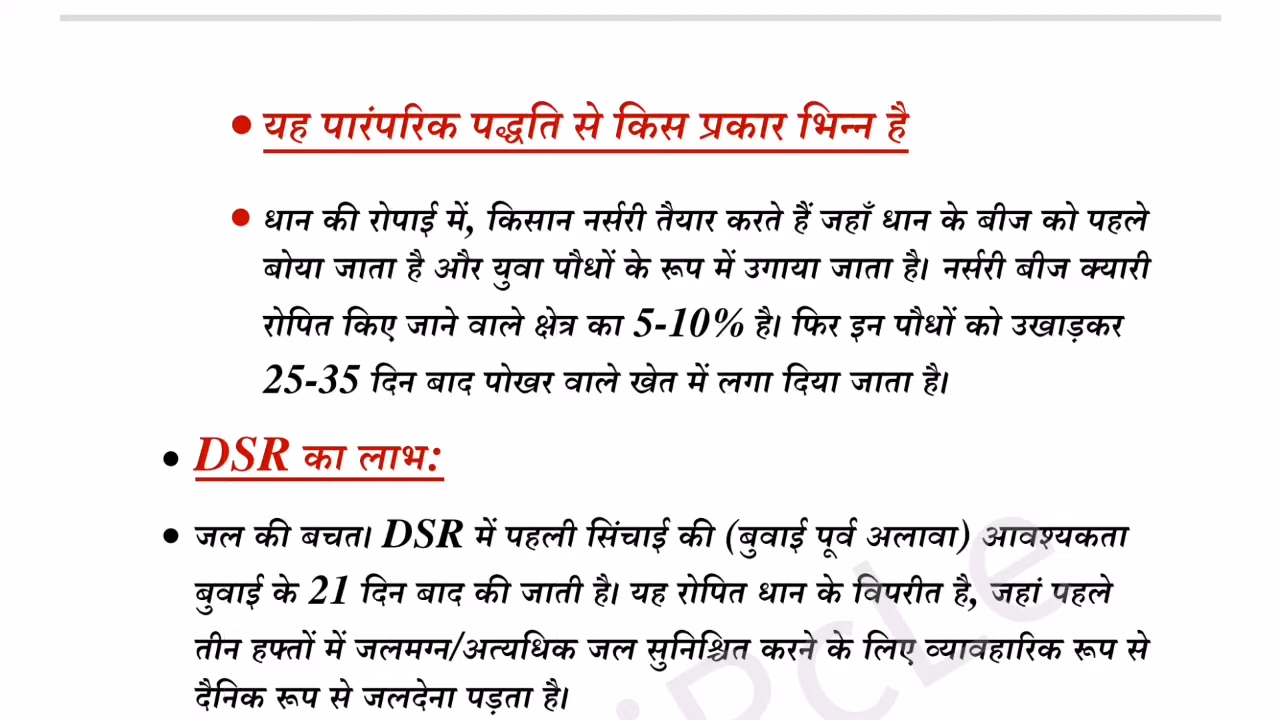 • यह पारंपरिक पद्धति से किस प्रकार भिन्न है
• धान की रोपाई में, किसान नर्सरी तैयार करते हैं जहाँ धान के बीज को पहले
बोया जाता है और युवा पौधों के रूप में उगाया जाता है। नर्सरी बीज क्यारी
रोपित किए जाने वाले क्षेत्र का 5-10% है। फिर इन पौधों को उखाड़कर
25-35 दिन बाद पोखर वाले खेत में लगा दिया जाता है।
• DSR का लाभ:
• जल की बचत। DSR में पहली सिंचाई की (बुवाई पूर्व अलावा) आवश्यकता
बुवाई के 21 दिन बाद की जाती है। यह रोपित धान के विपरीत है, जहां पहले
तीन हफ्तों में जलमग्न/अत्यधिक जल सुनिश्चित करने के लिए व्यावहारिक रूप से
दैनिक रूप से जलदेना पड़ता है।